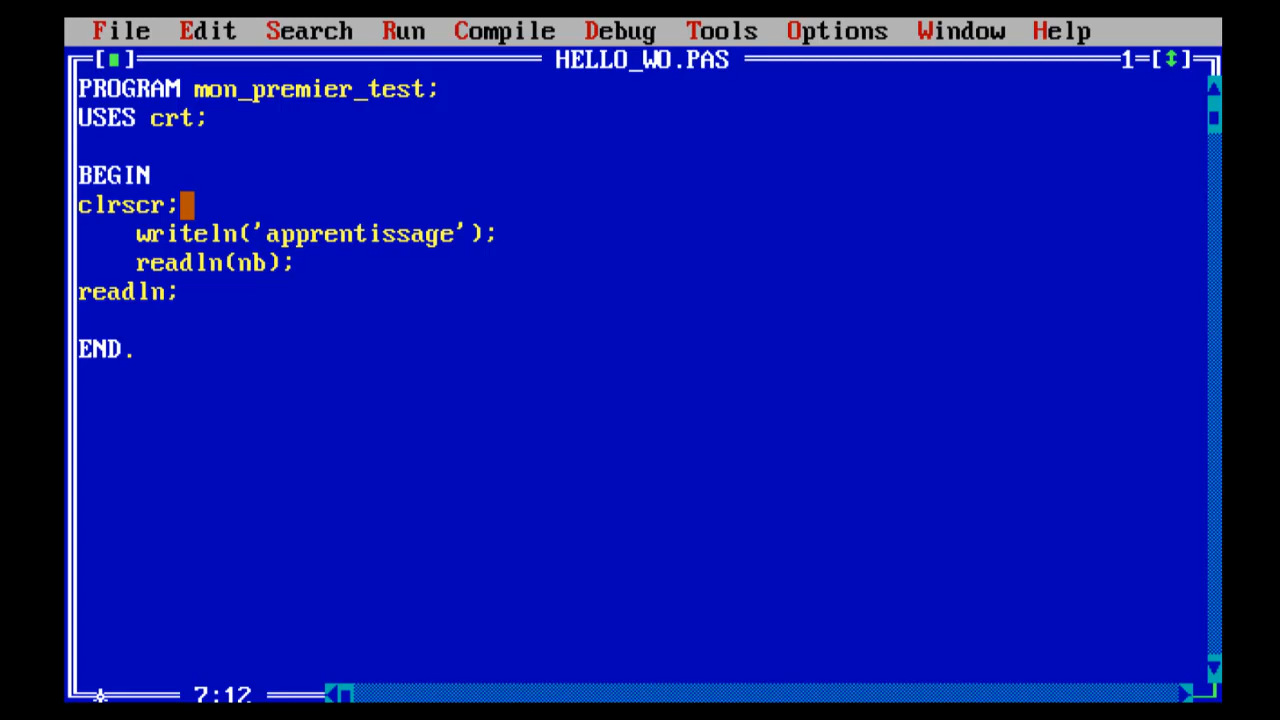 File Edit Search Run Compile Debug Tools Options Window Help
HELLO_WO.PAS 1
PROGRAM mon_premier_test;
USES crt;
BEGIN
clrscr;
writeln('apprentissage');
readln(nb);
readln;
END.
7:12